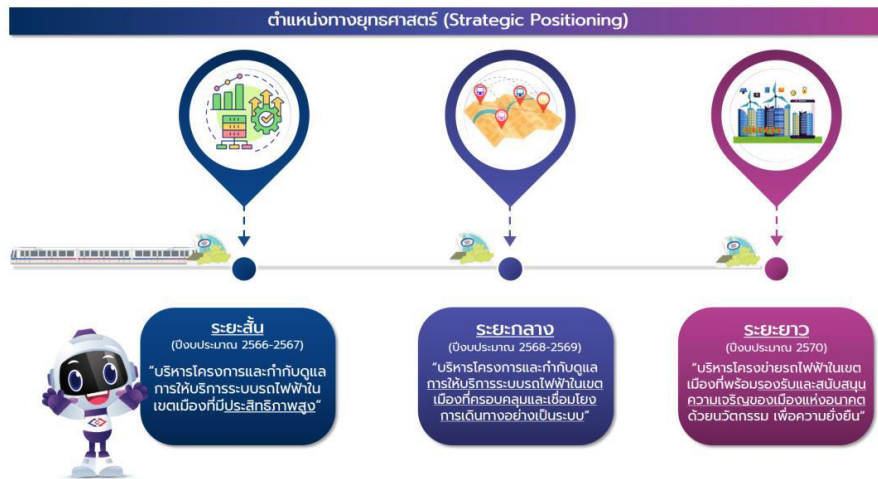 ตำแหน่งทางยุทธศาสตร์ (Strategic Positioning)
ระยะสั้น
(ปีงบประมาณ 2566-2567)
"บริหารโครงการและกำกับดูแล
การให้บริการระบบรถไฟฟ้าใน
เขตเมืองที่มีประสิทธิภาพสูง"
ระยะกลาง
(ปีงบประมาณ 2568-2569)
"บริหารโครงการและกำกับดูแล
การให้บริการระบบรถไฟฟ้าในเขต
เมืองที่ครอบคลุมและเชื่อมโยง
การเดินทางอย่างเป็นระบบ"
ระยะยาว
(ปีงบประมาณ 2570)
"บริหารโครงข่ายรถไฟฟ้าในเขต
เมืองที่พร้อมรองรับและสนับสนุน
ความเจริญของเมืองแห่งอนาคต
ด้วยนวัตกรรม เพื่อความยั่งยืน"